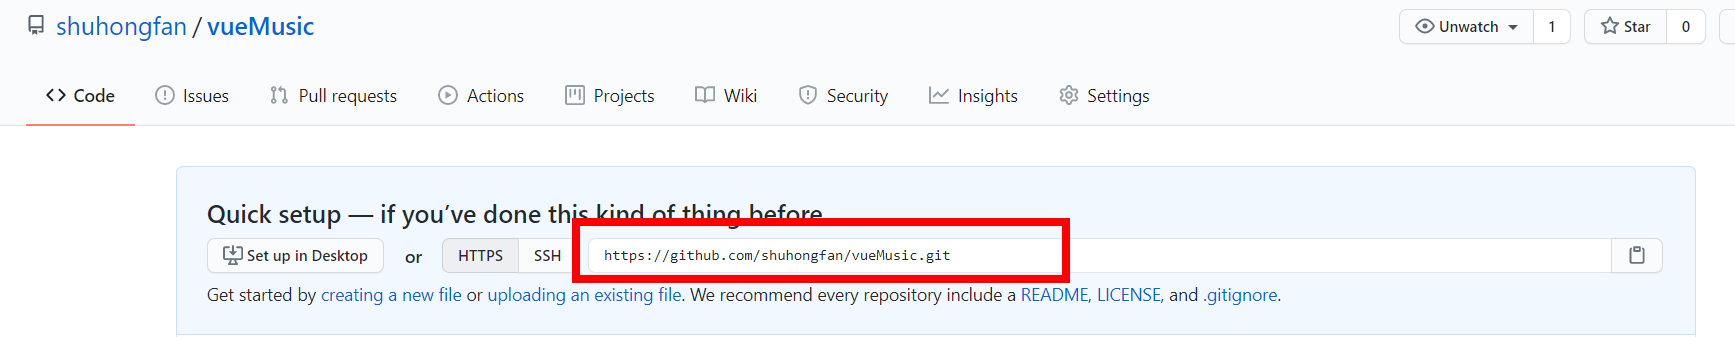 shuhongfan / vueMusic
Unwatch 1 Star 0
Code Issues Pull requests Actions Projects Wiki Security Insights Settings
Quick setup — if you've done this kind of thing before
Set up in Desktop or HTTPS SSH https://github.com/shuhongfan/vueMusic.git
Get started by creating a new file or uploading an existing file. We recommend every repository include a README, LICENSE, and .gitignore.